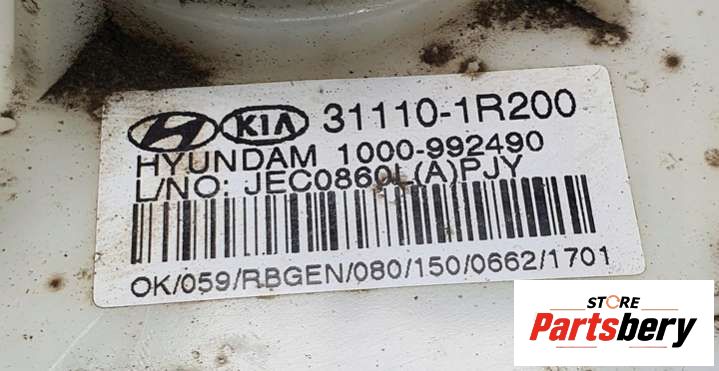 KIA 31110-1R200
HYUNDAM 1000-992490
L/NO: JEC0860L(A)PJY
OK/059/RBGEN/080/150/0662/1701
STORE
Partsbery